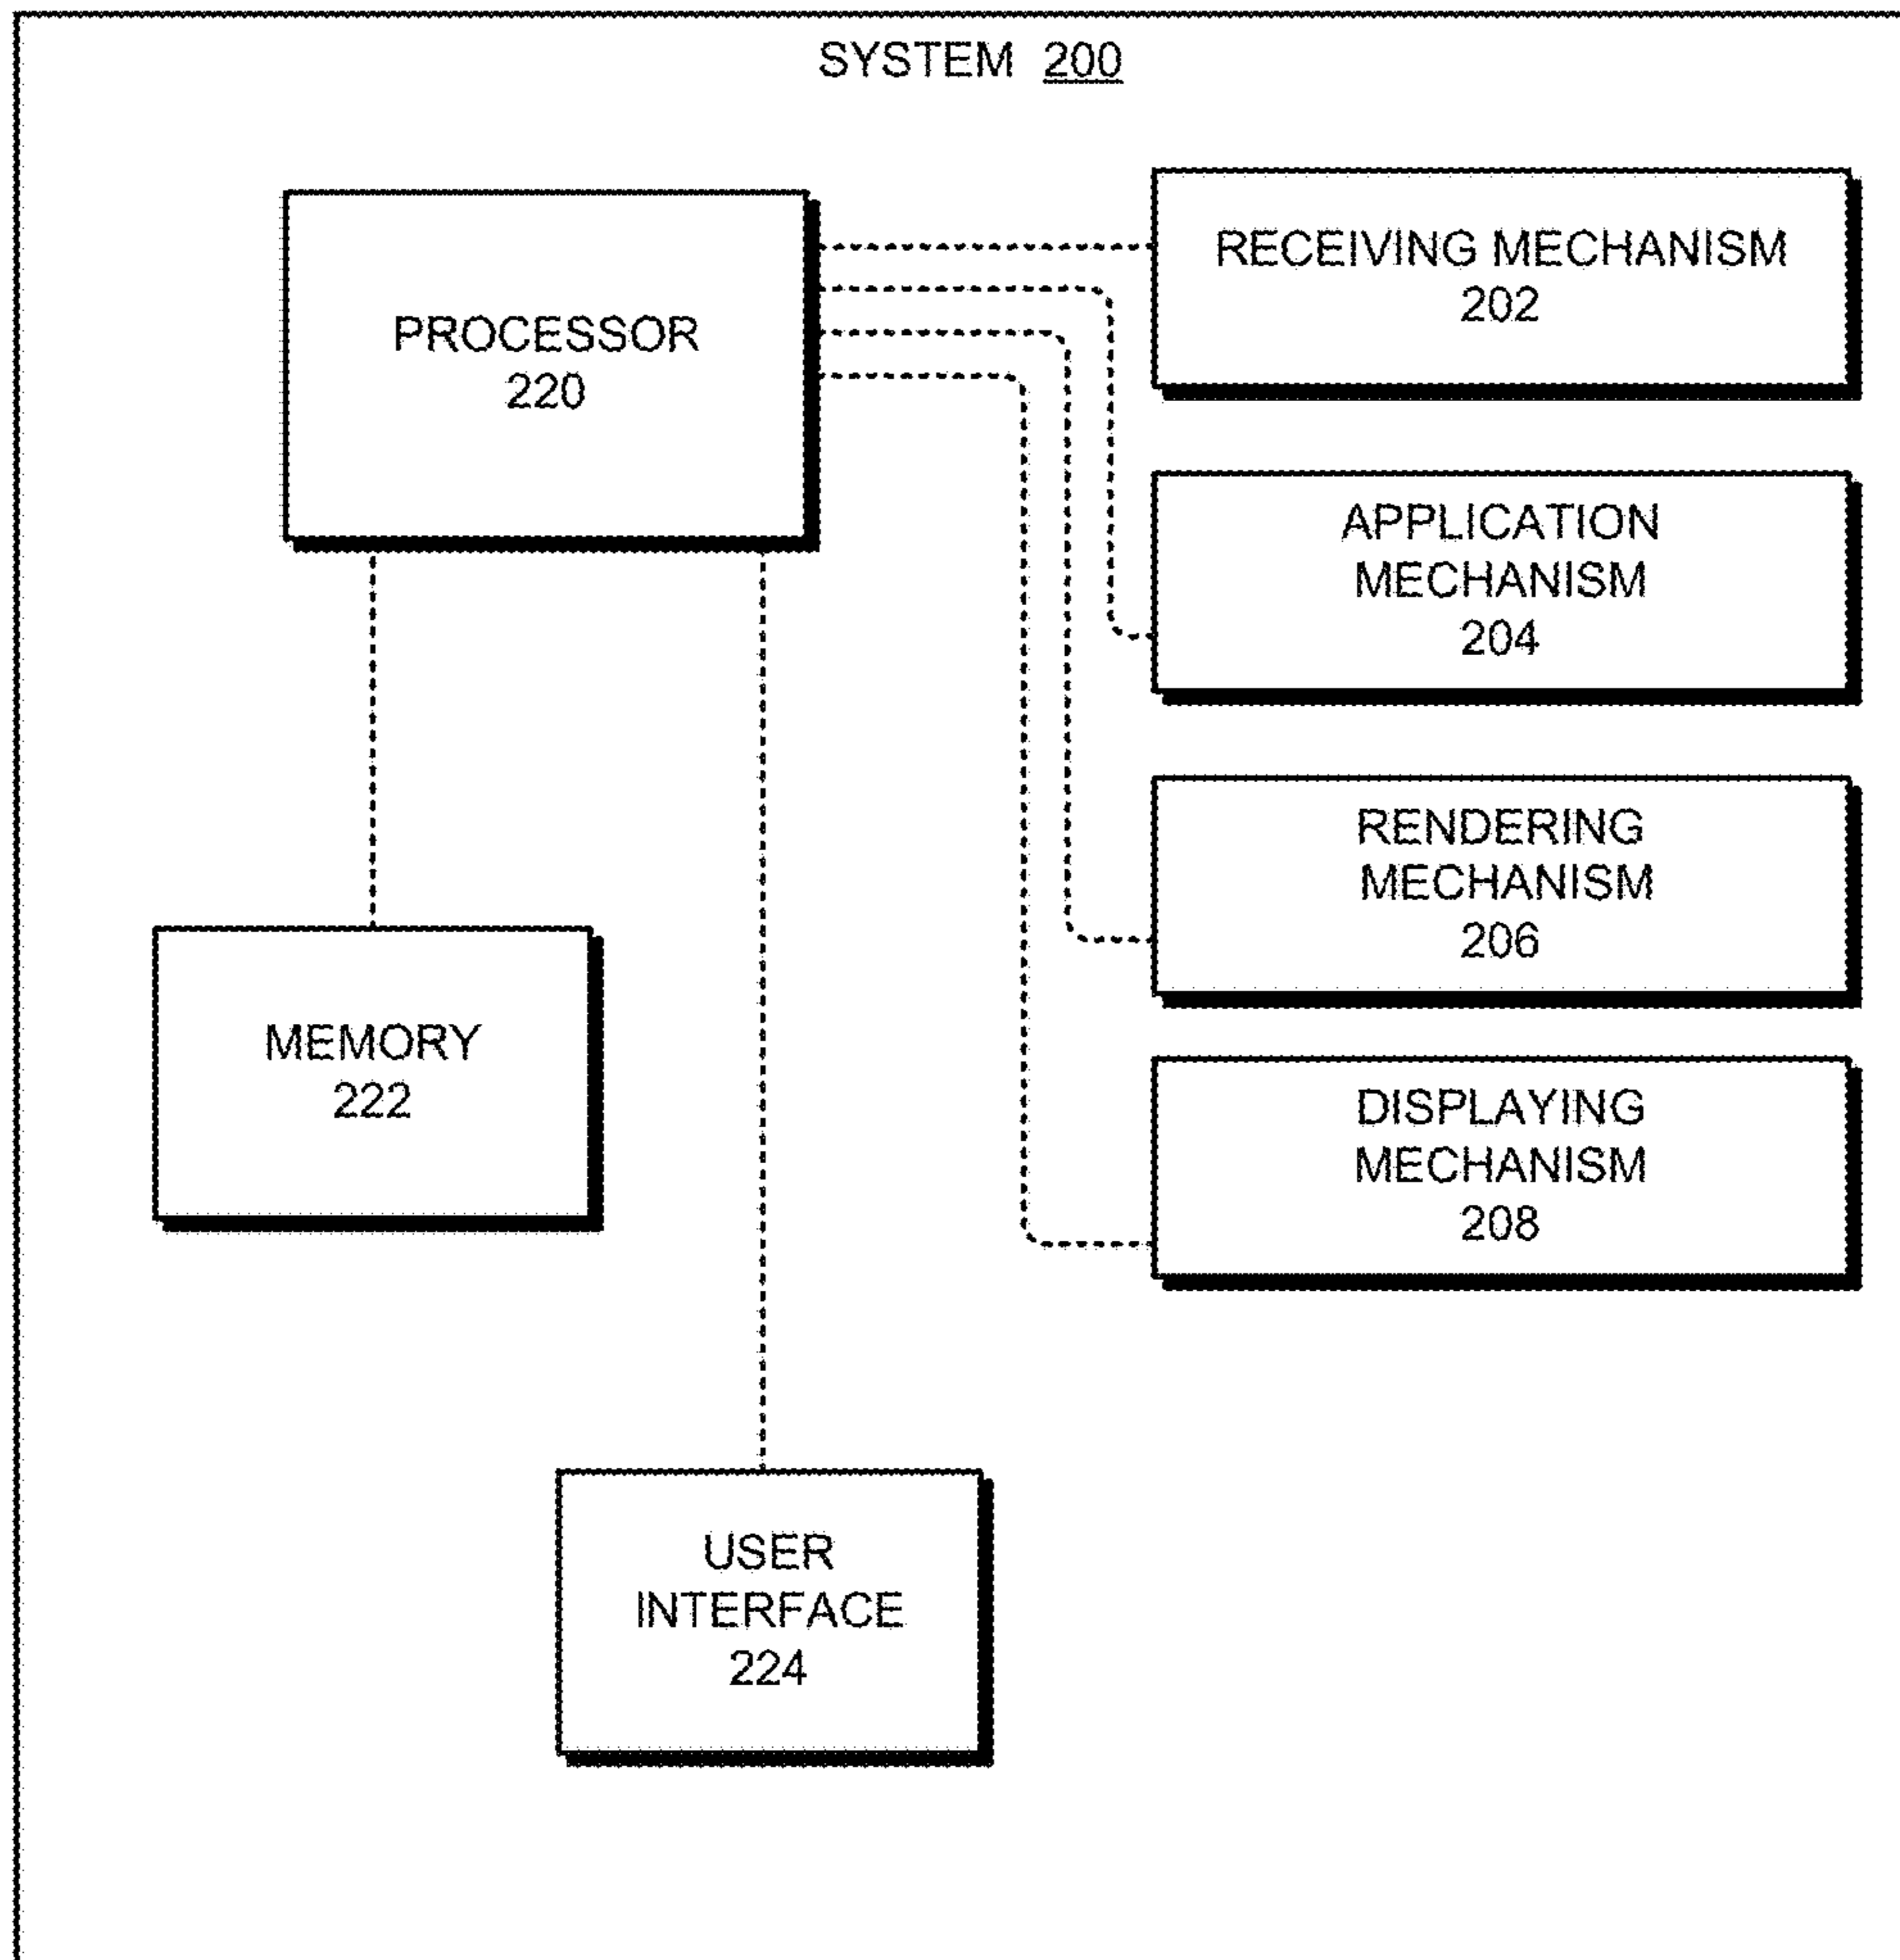 SYSTEM 200
PROCESSOR
220
RECEIVING MECHANISM
202
APPLICATION
MECHANISM
204
RENDERING
MECHANISM
206
MEMORY
222
DISPLAYING
MECHANISM
208
USER
INTERFACE
224